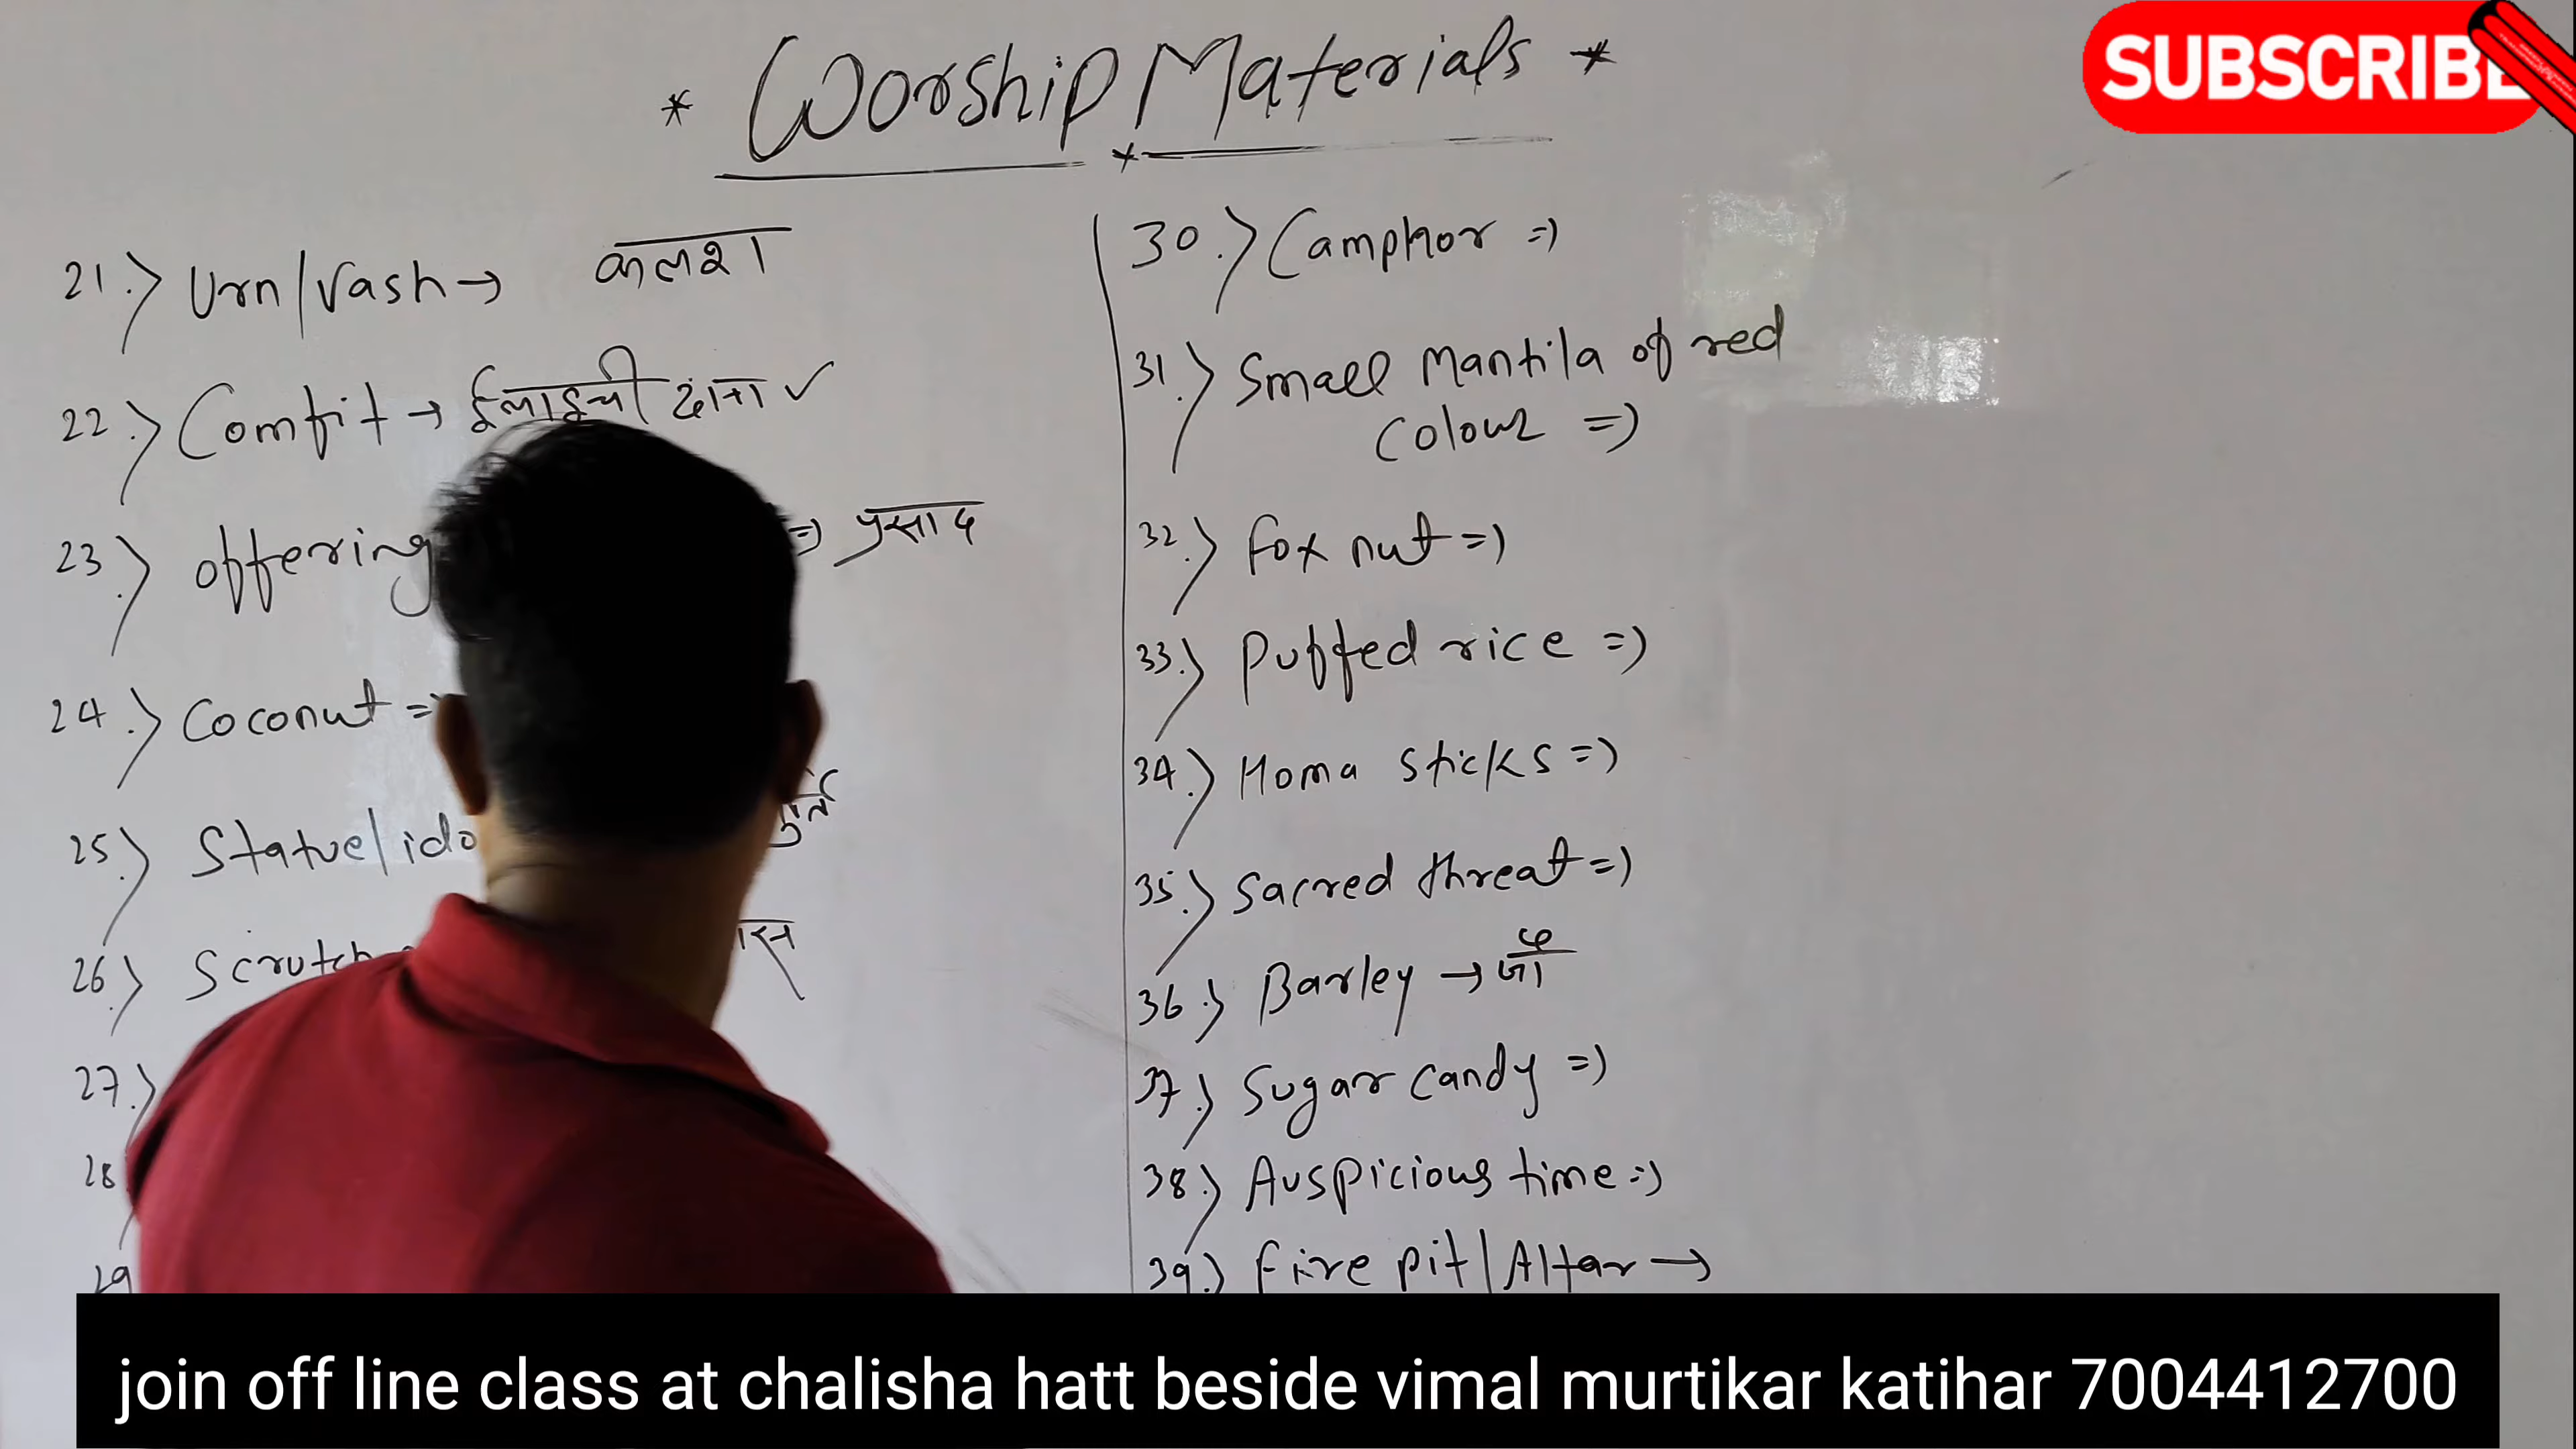 * Worship Materials *
SUBSCRIBE
21.) Urn/Vash → कलश।
22.) Comfit → ईलाइची दाना ✓
23.) offering => प्रसाद
24.) Coconut =>
25.) Statue/ido
26.)
27.)
28
29
30.) Camphor =>
31.) Small Mantila of red
colour =>
32.) fox nut =>
33.) Puffed rice =>
34.) Homa sticks =>
35.) Sacred threat =>
36.) Barley → जौ
37.) Sugar candy =>
38.) Auspicious time =>
39.) fire pit/Altar →
join off line class at chalisha hatt beside vimal murtikar katihar 7004412700